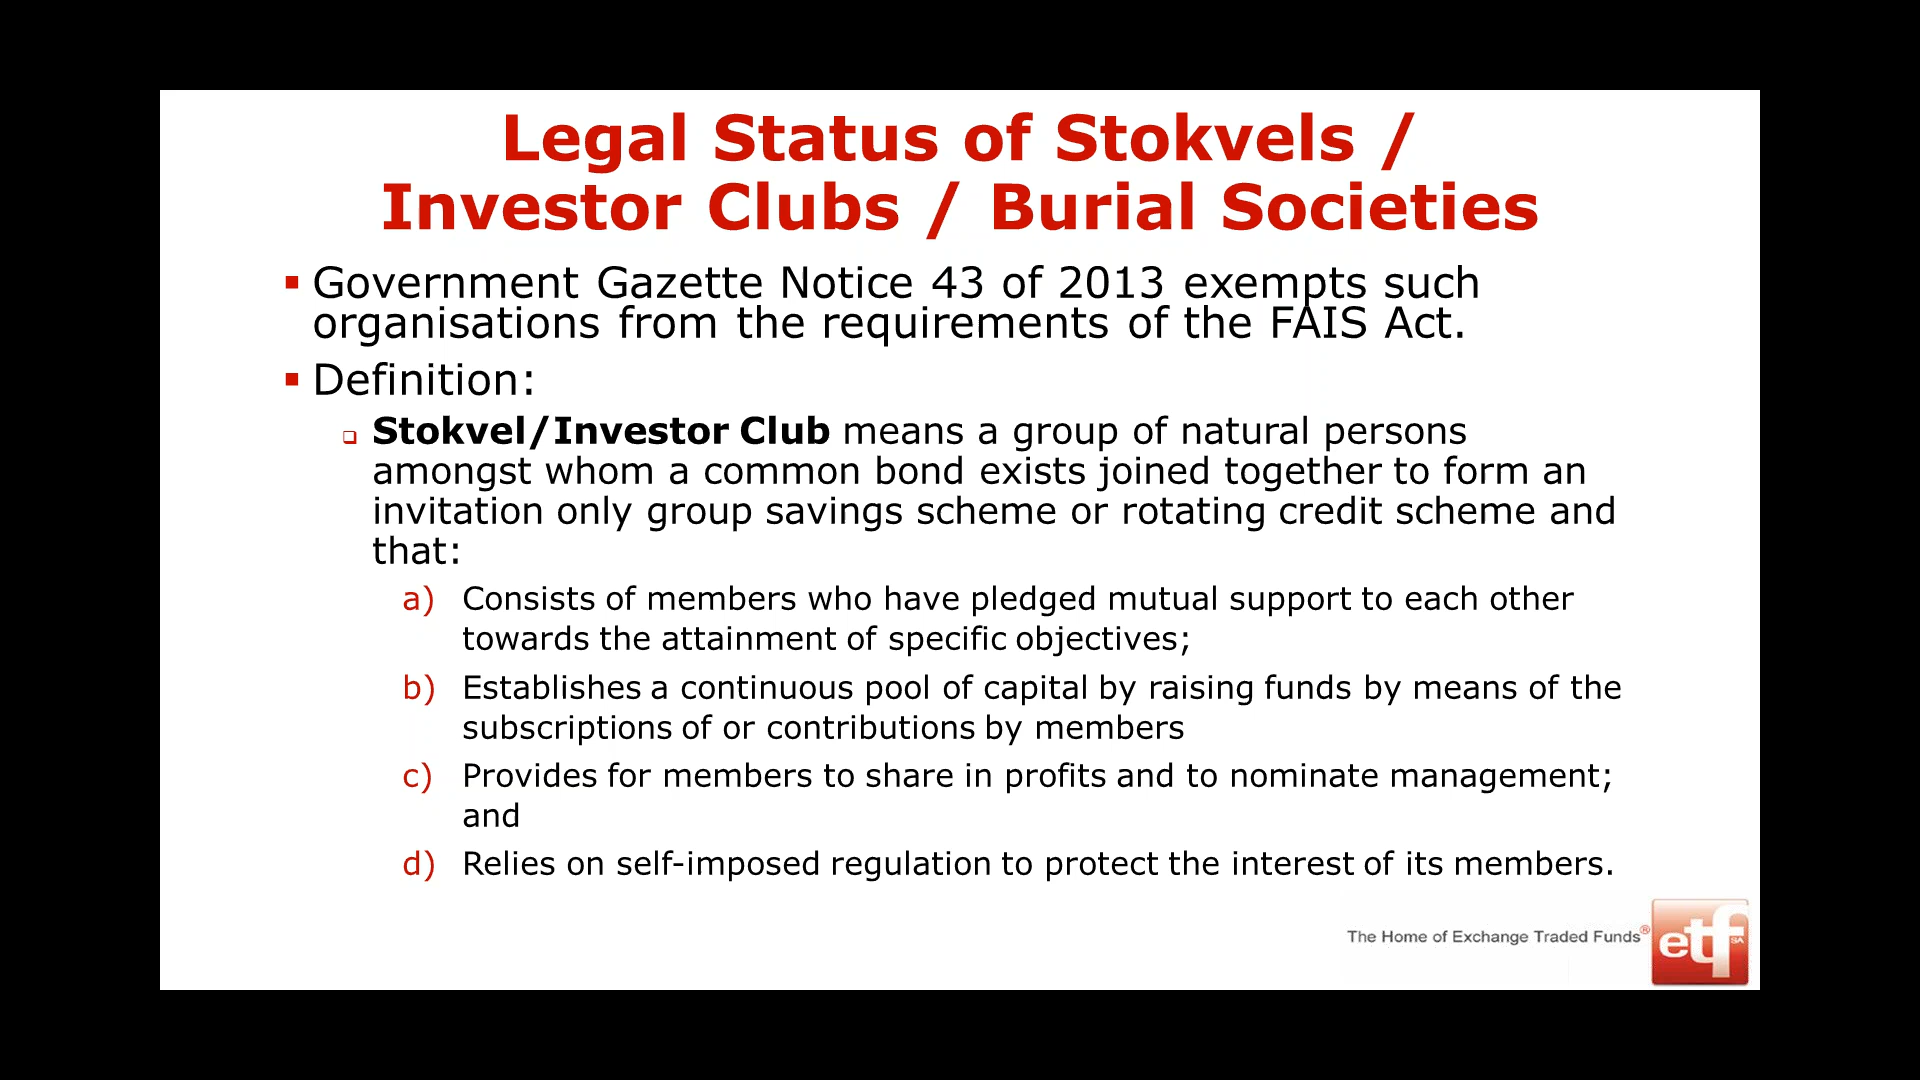 Legal Status of Stokvels /
Investor Clubs / Burial Societies
▪ Government Gazette Notice 43 of 2013 exempts such
organisations from the requirements of the FAIS Act.
▪ Definition:
❑ Stokvel/Investor Club means a group of natural persons
amongst whom a common bond exists joined together to form an
invitation only group savings scheme or rotating credit scheme and
that:
a) Consists of members who have pledged mutual support to each other
towards the attainment of specific objectives;
b) Establishes a continuous pool of capital by raising funds by means of the
subscriptions of or contributions by members
c) Provides for members to share in profits and to nominate management;
and
d) Relies on self-imposed regulation to protect the interest of its members.
The Home of Exchange Traded Funds®
etf SA